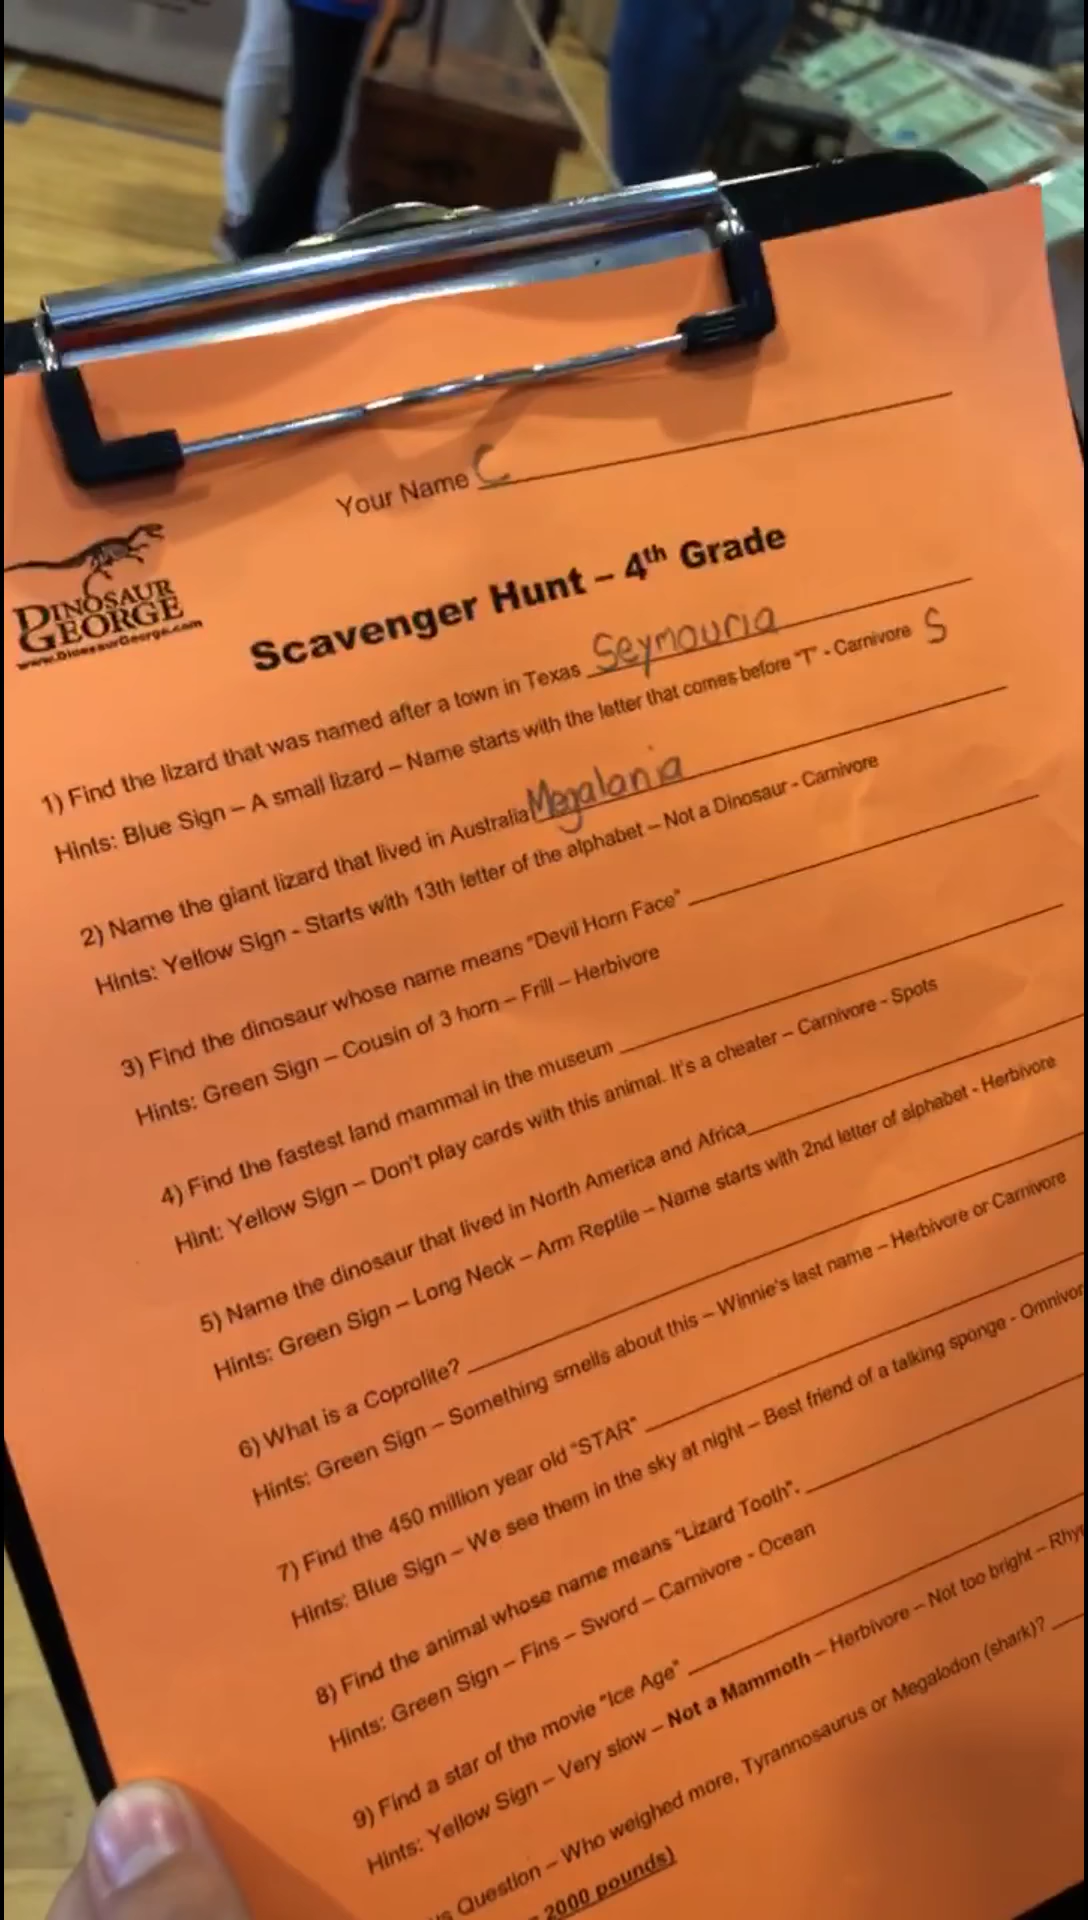 Your Name C
DINOSAUR
GEORGE
www.DinosaurGeorge.com
Scavenger Hunt – 4th Grade
1) Find the lizard that was named after a town in Texas Seymouria
Hints: Blue Sign – A small lizard – Name starts with the letter that comes before "T" - Carnivore S
2) Name the giant lizard that lived in Australia Megalania
Hints: Yellow Sign - Starts with 13th letter of the alphabet – Not a Dinosaur - Carnivore
3) Find the dinosaur whose name means "Devil Horn Face"
Hints: Green Sign – Cousin of 3 horn – Frill – Herbivore
4) Find the fastest land mammal in the museum
Hint: Yellow Sign – Don't play cards with this animal. It's a cheater – Carnivore - Spots
5) Name the dinosaur that lived in North America and Africa
Hints: Green Sign – Long Neck – Arm Reptile – Name starts with 2nd letter of alphabet - Herbivore
6) What is a Coprolite?
Hints: Green Sign – Something smells about this – Winnie's last name – Herbivore or Carnivore
7) Find the 450 million year old "STAR"
Hints: Blue Sign – We see them in the sky at night – Best friend of a talking sponge - Omnivor
8) Find the animal whose name means "Lizard Tooth".
Hints: Green Sign – Fins – Sword – Carnivore - Ocean
9) Find a star of the movie "Ice Age"
Hints: Yellow Sign – Very slow – Not a Mammoth – Herbivore – Not too bright – Rhy
us Question – Who weighed more, Tyrannosaurus or Megalodon (shark)?
2000 pounds)